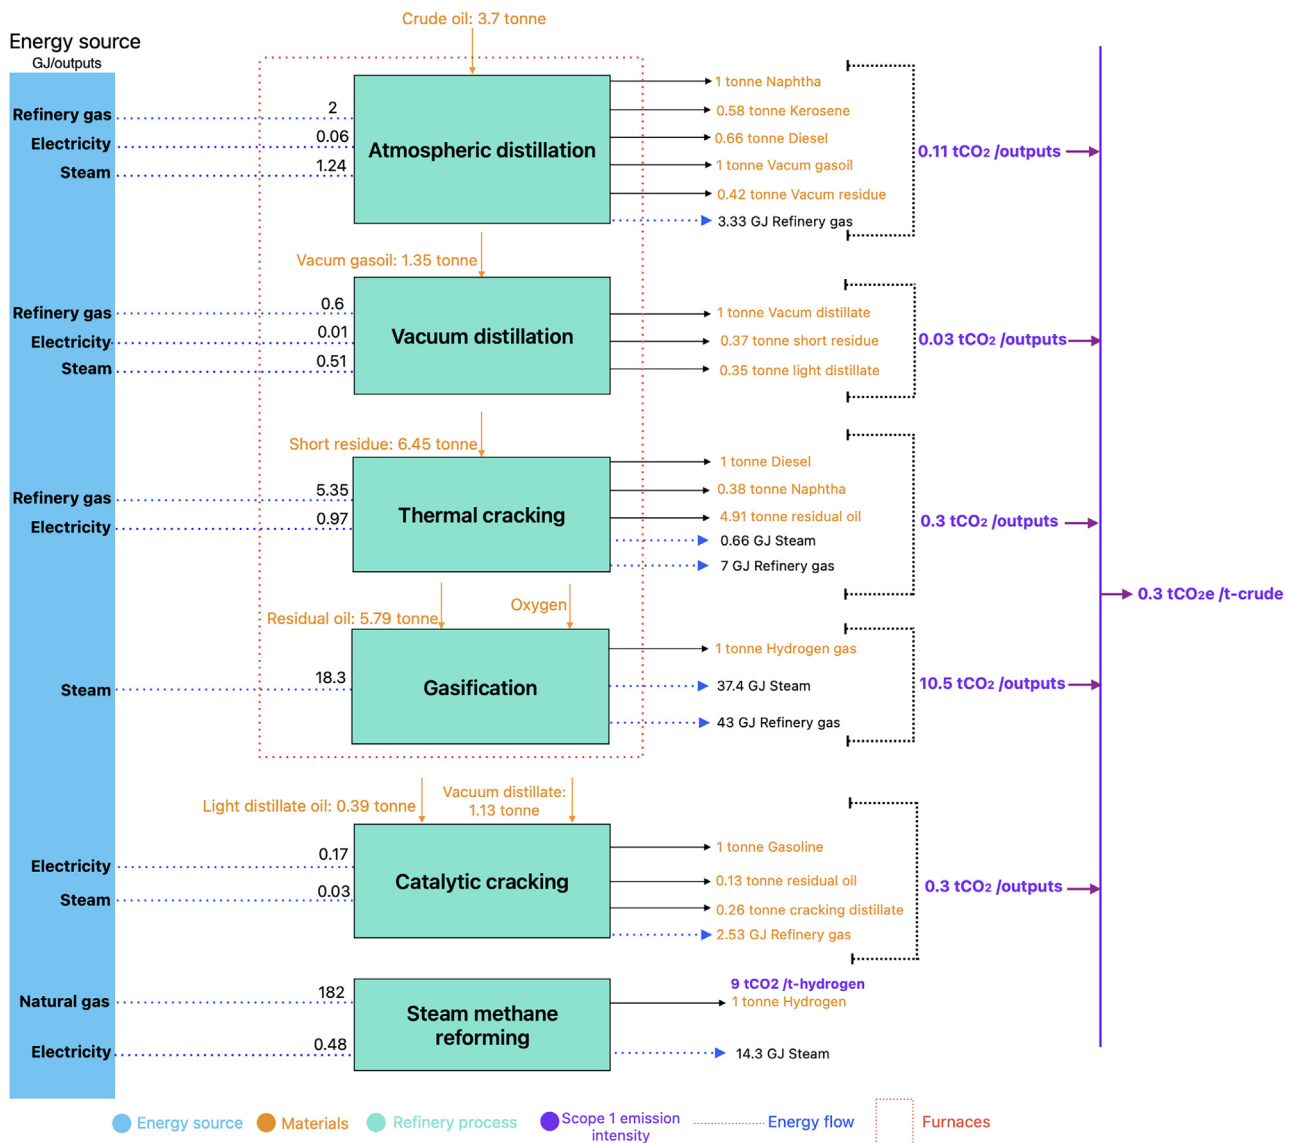 Crude oil: 3.7 tonne
Energy source
GJ/outputs
Refinery gas
2
Electricity
0.06
Steam
1.24
Atmospheric distillation
1 tonne Naphtha
0.58 tonne Kerosene
0.66 tonne Diesel
1 tonne Vacum gasoil
0.42 tonne Vacum residue
3.33 GJ Refinery gas
0.11 tCO2 /outputs
Vacum gasoil: 1.35 tonne
Refinery gas
0.6
Electricity
0.01
Steam
0.51
Vacuum distillation
1 tonne Vacum distillate
0.37 tonne short residue
0.35 tonne light distillate
0.03 tCO2 /outputs
Short residue: 6.45 tonne
Refinery gas
5.35
Electricity
0.97
Thermal cracking
1 tonne Diesel
0.38 tonne Naphtha
4.91 tonne residual oil
0.66 GJ Steam
7 GJ Refinery gas
0.3 tCO2 /outputs
0.3 tCO2e /t-crude
Residual oil: 5.79 tonne
Oxygen
Steam
18.3
Gasification
1 tonne Hydrogen gas
37.4 GJ Steam
43 GJ Refinery gas
10.5 tCO2 /outputs
Light distillate oil: 0.39 tonne
Vacuum distillate:
1.13 tonne
Electricity
0.17
Steam
0.03
Catalytic cracking
1 tonne Gasoline
0.13 tonne residual oil
0.26 tonne cracking distillate
2.53 GJ Refinery gas
0.3 tCO2 /outputs
Natural gas
182
Electricity
0.48
Steam methane
reforming
9 tCO2 /t-hydrogen
1 tonne Hydrogen
14.3 GJ Steam
Energy source
Materials
Refinery process
Scope 1 emission
intensity
Energy flow
Furnaces